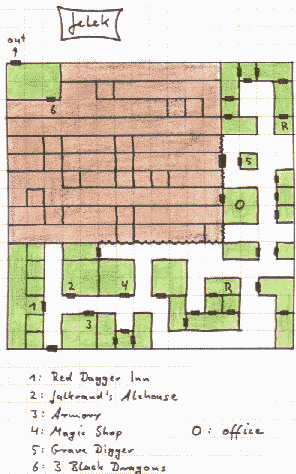 Jelek
out
6
R
5
O
R
2
4
1
3
1: Red Dagger Inn
2: Jaltrand's Alehouse
3: Armory
4: Magic Shop
O: office
5: Grave Digger
6: 3 Black Dragons